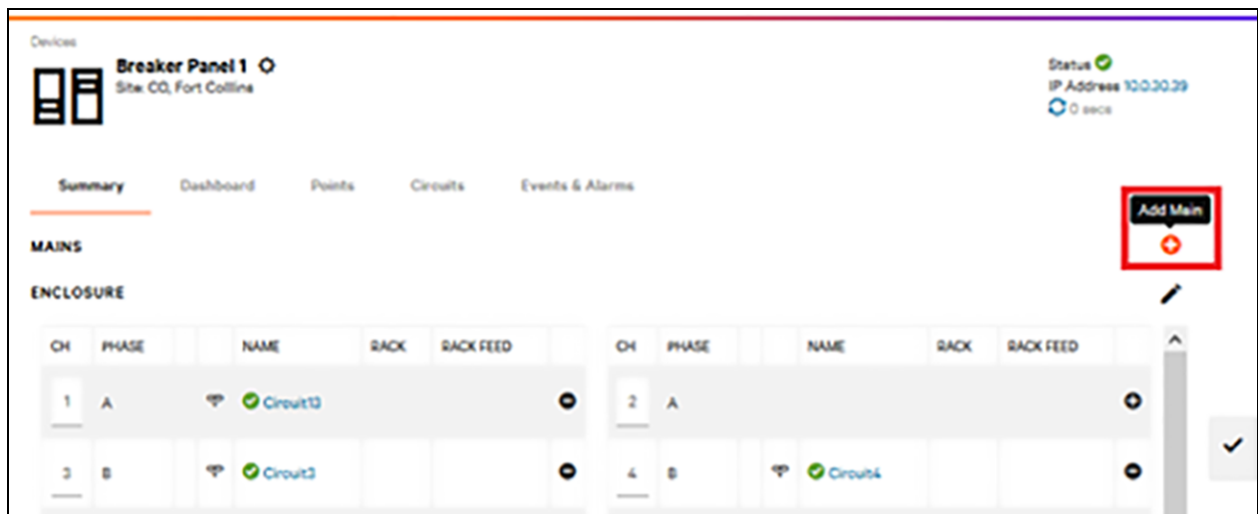 Devices
Breaker Panel 1
Site: CO, Fort Collins
Status
IP Address 10.0.30.39
0 secs
Summary Dashboard Points Circuits Events & Alarms
Add Main
MAINS
ENCLOSURE
CH PHASE NAME RACK RACK FEED CH PHASE NAME RACK RACK FEED
1 A Circuit13 2 A
3 B Circuit3 4 B Circuit4